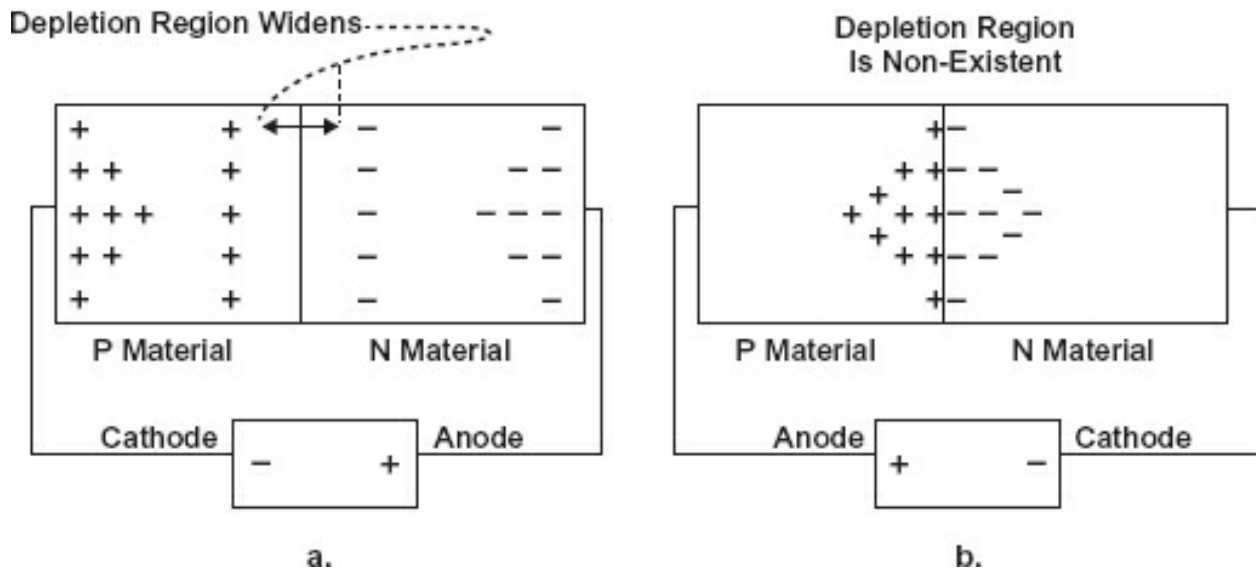 Depletion Region Widens
+ + − −
+ + + − − −
+ + + + − − − −
+ + + − − −
+ + − −
P Material N Material
Cathode Anode
− +
a.
Depletion Region
Is Non-Existent
+ −
+ + − −
+ −
+ + + − − −
+ −
+ + − −
+ −
P Material N Material
Anode Cathode
+ −
b.